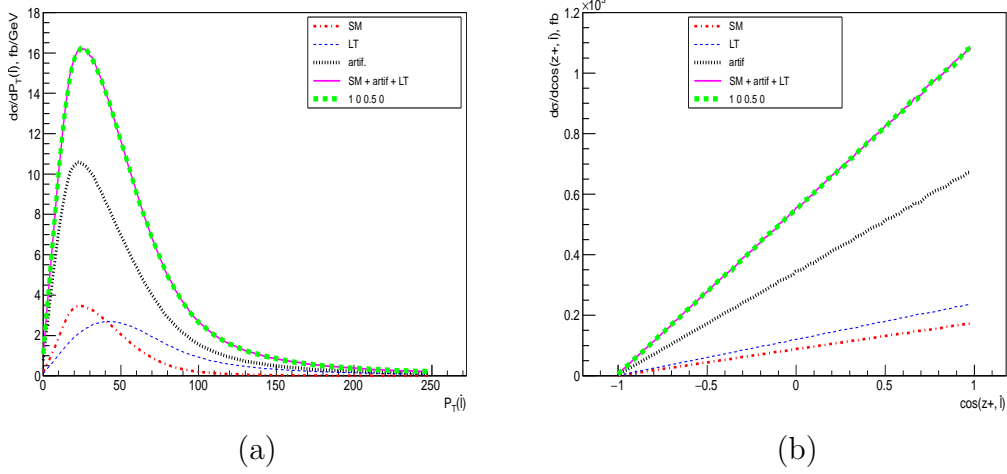 dσ/dP_T(l), fb/GeV
18
16
14
12
10
8
6
4
2
0
0 50 100 150 200 250
P_T(l)
SM
LT
artif.
SM + artif + LT
1 0 0.5 0
(a)
dσ/dcos(z+, l), fb
1.2
1
0.8
0.6
0.4
0.2
0
−1 −0.5 0 0.5 1
cos(z+, l)
SM
LT
artif
SM + artif + LT
1 0 0.5 0
(b)